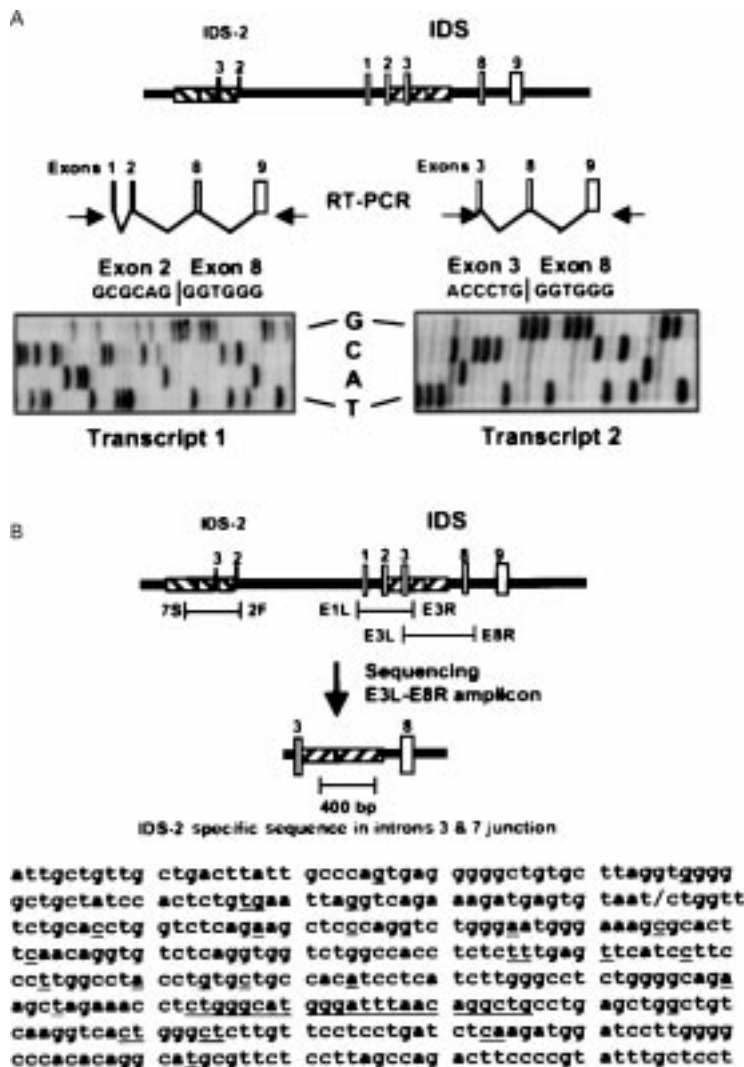 A
IDS-2 IDS
3 2 1 2 3 8 9
Exons 1 2 8 9
Exons 3 8 9
RT-PCR
Exon 2 Exon 8
GCGCAG GGTGGG
Exon 3 Exon 8
ACCCTG GGTGGG
G
C
A
T
Transcript 1
Transcript 2
B
IDS-2 IDS
3 2 1 2 3 8 9
7S 2F E1L E3R
E3L E8R
Sequencing
E3L-E8R amplicon
3 8
400 bp
IDS-2 specific sequence in introns 3 & 7 junction
attgctgttg ctgacttatt gcccagtgag ggggctgtgc ttaggtgggg
gctgctatcc actctgtgaa ttaggtcaga aagatgagtg taat/ctggtt
tctgcacctg gtctcagaag ctcccaggtc tgggaatggg aaagcgcact
tcaacaggtg tctcaggtgg tctggccacc tctctttgag ttcatccttc
ccttggccta cctgtgctgc cacatcctca tcttgggcct ctggggcaga
agctagaaac ctctgggcat gggatttaac aggctgcctg agctggctgt
caaggtcact gggctcttgt tcctcctgat ctcaagatgg atccttgggg
cccacacagg catgcgttct ccttagccag acttccccgt atttgctcct